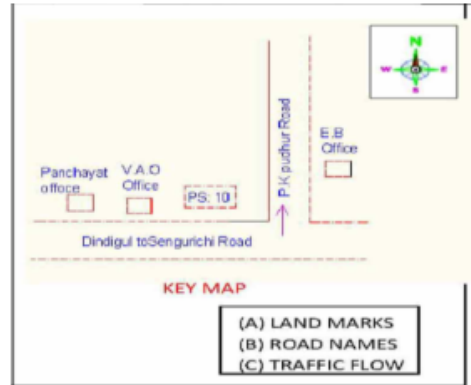 N
W E
S
P.K pudhur Road
E.B
Office
Panchayat
offoce
V.A.O
Office
PS: 10
Dindigul toSengurichi Road
KEY MAP
(A) LAND MARKS
(B) ROAD NAMES
(C) TRAFFIC FLOW